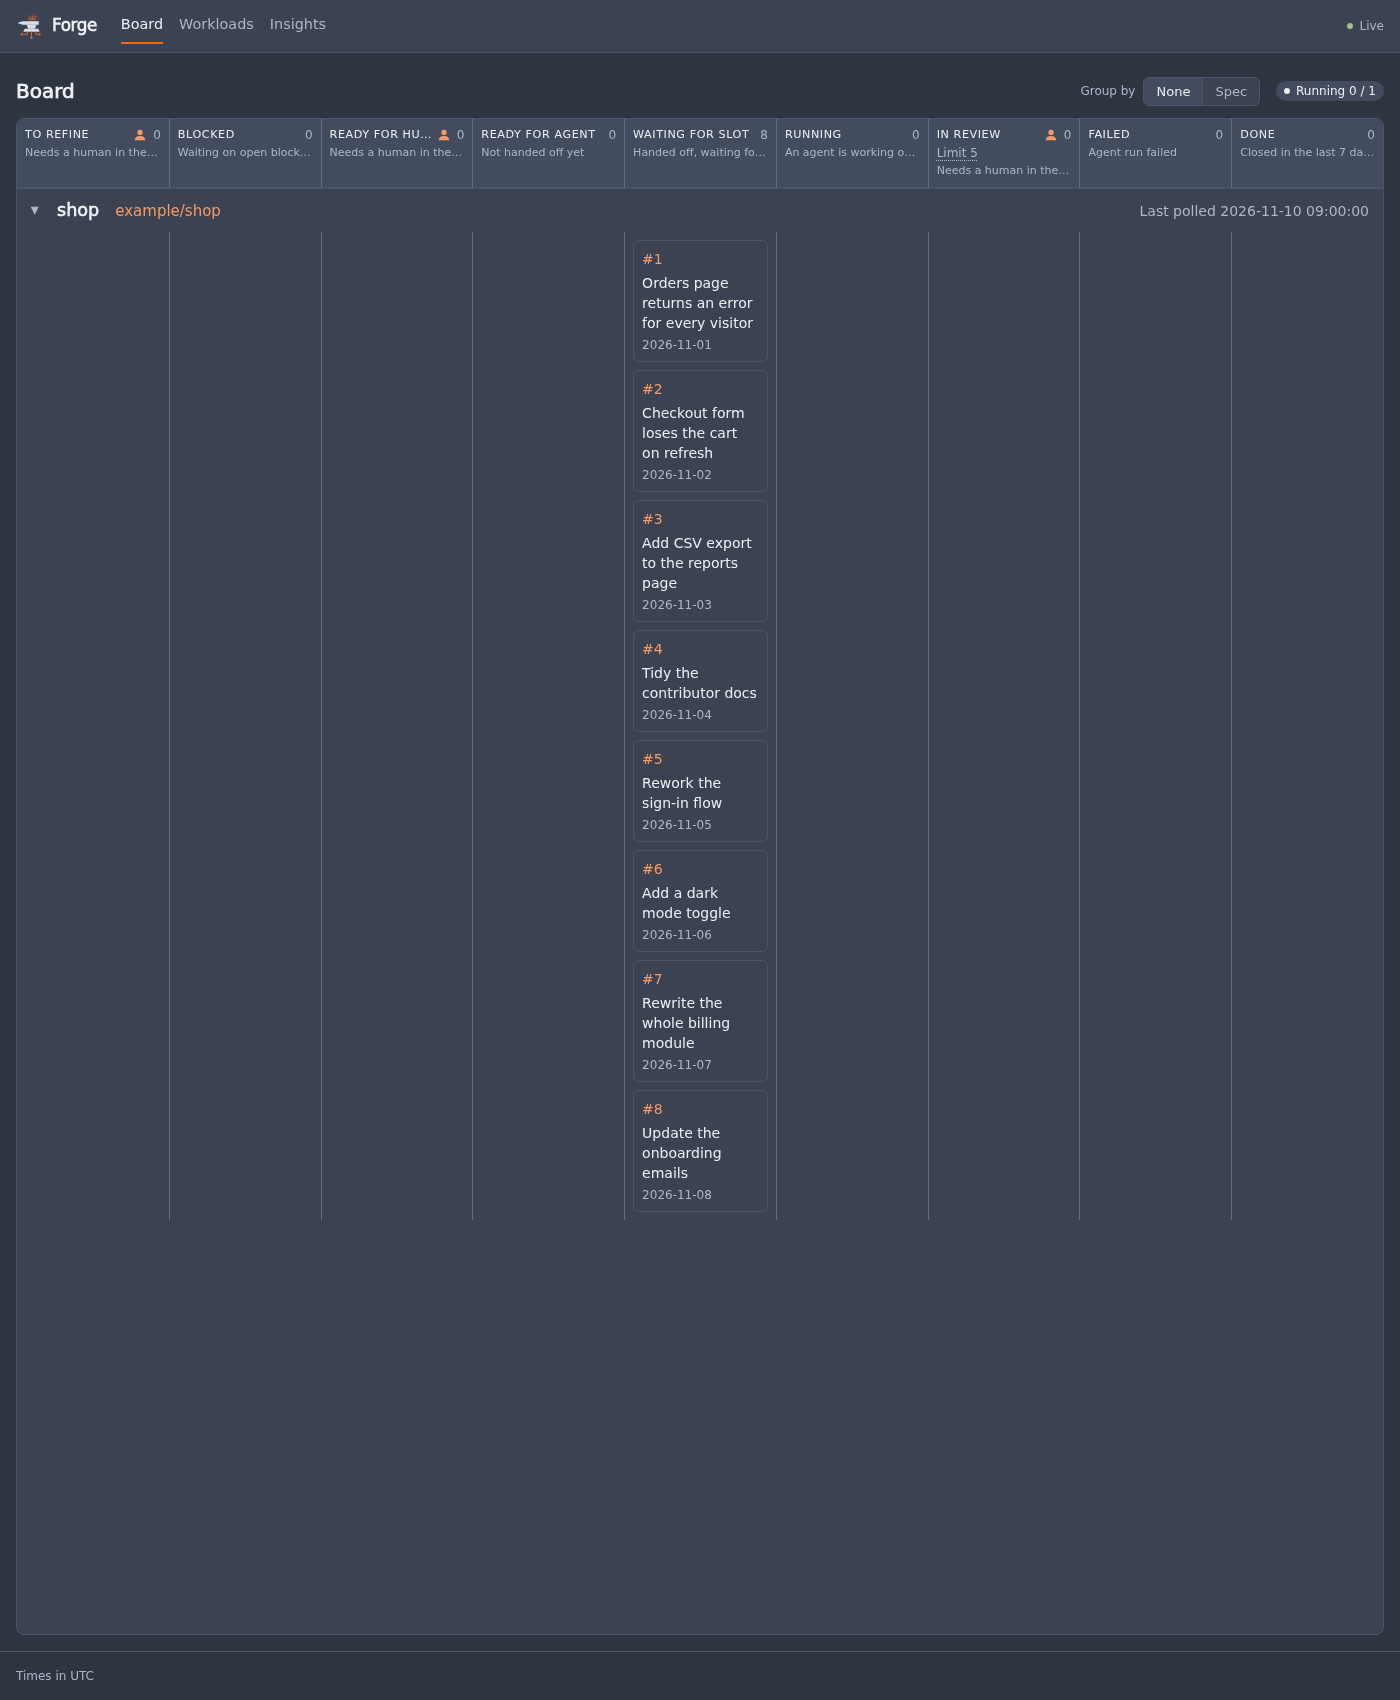 Forge Board Workloads Insights Live
Board Group by None Spec Running 0 / 1
TO REFINE 0 BLOCKED 0 READY FOR HU... 0 READY FOR AGENT 0 WAITING FOR SLOT 8 RUNNING 0 IN REVIEW 0 FAILED 0 DONE 0
Needs a human in the... Waiting on open block... Needs a human in the... Not handed off yet Handed off, waiting fo... An agent is working o... Limit 5 Agent run failed Closed in the last 7 da...
Needs a human in the...
shop example/shop Last polled 2026-11-10 09:00:00
#1
Orders page
returns an error
for every visitor
2026-11-01
#2
Checkout form
loses the cart
on refresh
2026-11-02
#3
Add CSV export
to the reports
page
2026-11-03
#4
Tidy the
contributor docs
2026-11-04
#5
Rework the
sign-in flow
2026-11-05
#6
Add a dark
mode toggle
2026-11-06
#7
Rewrite the
whole billing
module
2026-11-07
#8
Update the
onboarding
emails
2026-11-08
Times in UTC